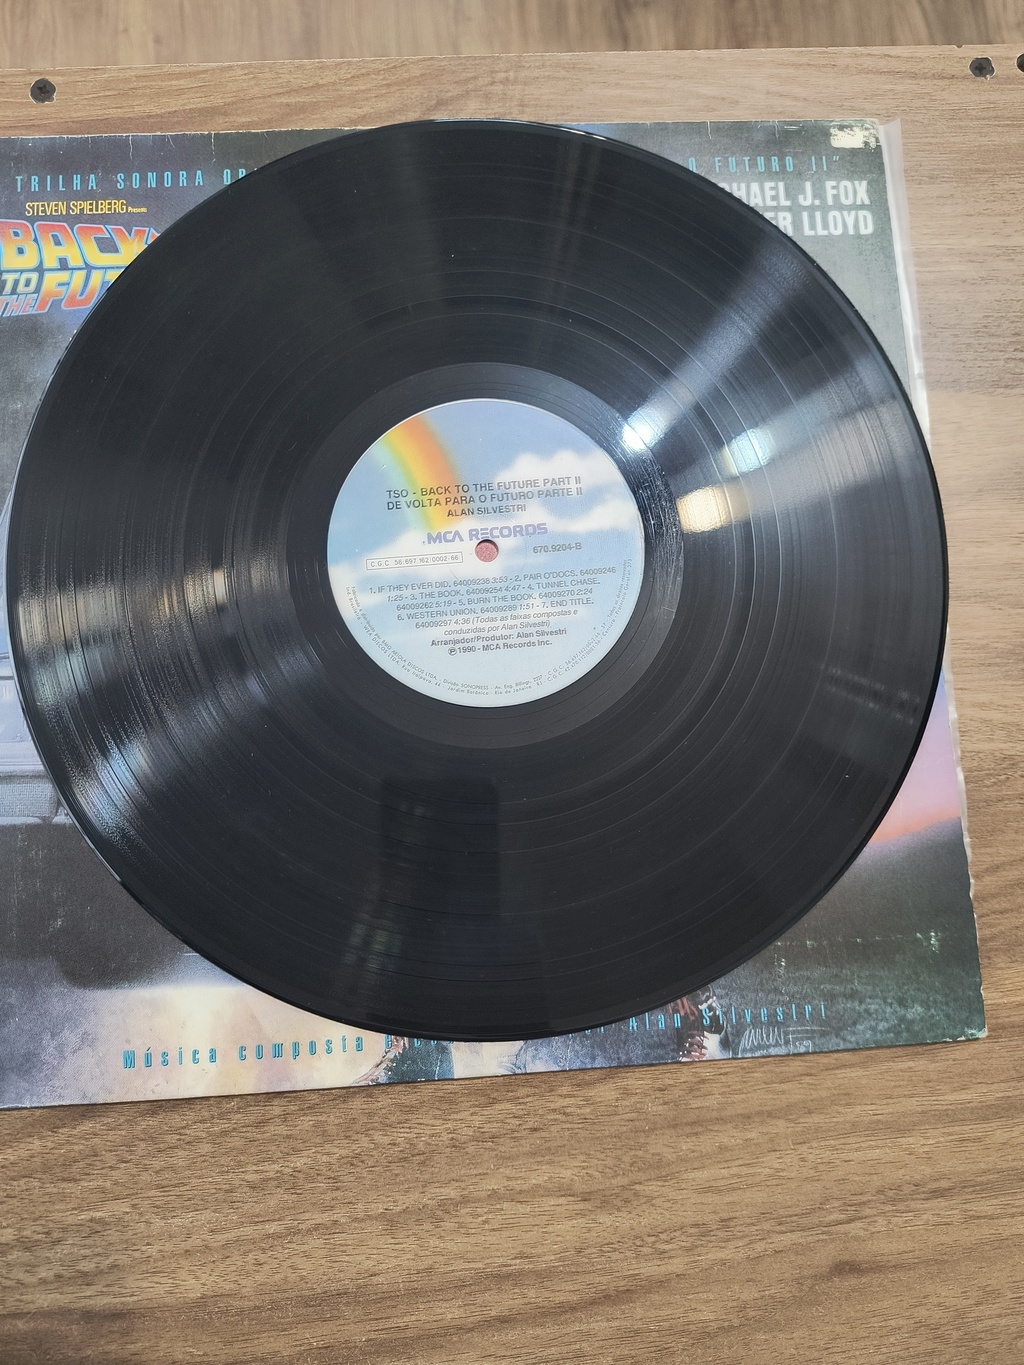 TRILHA SONORA
O FUTURO II"
STEVEN SPIELBERG Presents
J. FOX
LLOYD
BACK
TO
THE
TSO - BACK TO THE FUTURE PART II
DE VOLTA PARA O FUTURO PARTE II
ALAN SILVESTRI
MCA RECORDS
C.G.C. 56.697.162/0002-66
670.9204-B
1. IF THEY EVER DID. 64009238 3:53 - 2. PAIR O'DOCS. 64009246
1:25 - 3. THE BOOK. 64009254 4:47 - 4. TUNNEL CHASE.
64009262 5:19 - 5. BURN THE BOOK. 64009270 2:24
6. WESTERN UNION. 64009289 1:51 - 7. END TITLE.
64009297 4:36 (Todas as faixas compostas e
conduzidas por Alan Silvestri)
Arranjador/Produtor: Alan Silvestri
℗ 1990 - MCA Records Inc.
Música composta e
Alan Silvestri